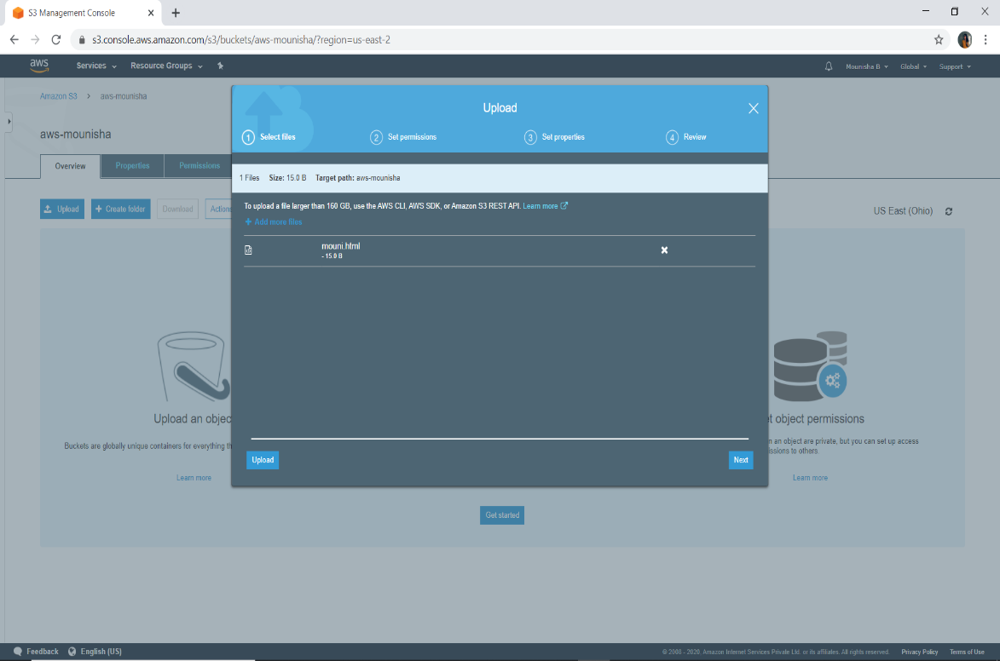 S3 Management Console
s3.console.aws.amazon.com/s3/buckets/aws-mounisha/?region=us-east-2
aws Services Resource Groups Mounisha B Global Support
Amazon S3 > aws-mounisha
aws-mounisha
Overview Properties Permissions
Upload + Create folder Download Actions
US East (Ohio)
Upload
1 Select files 2 Set permissions 3 Set properties 4 Review
1 Files Size: 15.0 B Target path: aws-mounisha
To upload a file larger than 160 GB, use the AWS CLI, AWS SDK, or Amazon S3 REST API. Learn more
+ Add more files
mouni.html
- 15.0 B
Upload Next
Upload an objec
Buckets are globally unique containers for everything th
Learn more
t object permissions
n an object are private, but you can set up access
issions to others.
Learn more
Get started
Feedback English (US) © 2008 - 2020, Amazon Internet Services Private Ltd. or its affiliates. All rights reserved. Privacy Policy Terms of Use